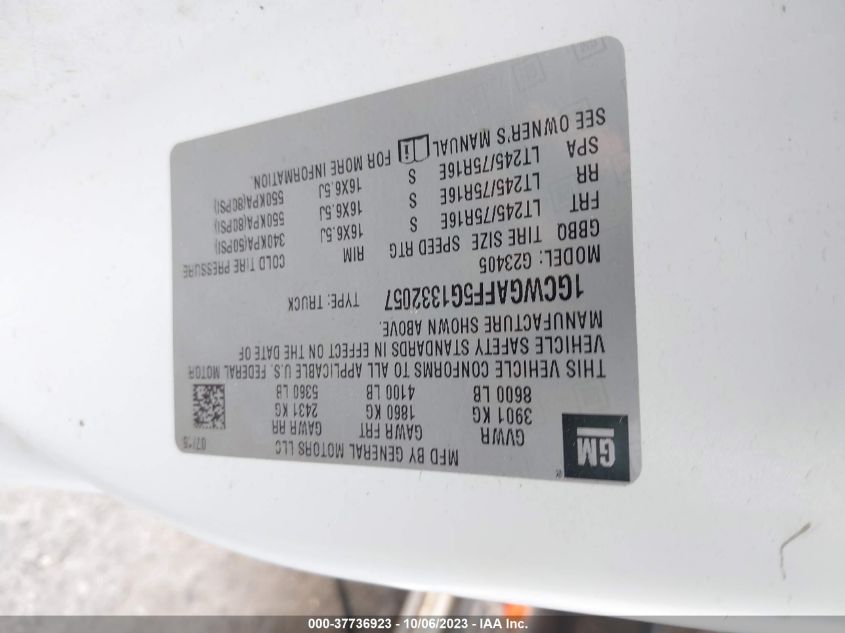 MFD BY GENERAL MOTORS LLC 07/15
GM
GVWR GAWR FRT GAWR RR
3901 KG 1860 KG 2431 KG
8600 LB 4100 LB 5360 LB
THIS VEHICLE CONFORMS TO ALL APPLICABLE U.S. FEDERAL MOTOR
VEHICLE SAFETY STANDARDS IN EFFECT ON THE DATE OF
MANUFACTURE SHOWN ABOVE.
1GCWGAFF5G1332057 TYPE: TRUCK
MODEL: G23405
GBBQ TIRE SIZE SPEED RTG RIM COLD TIRE PRESSURE
FRT LT245/75R16E S 16X6.5J 340KPA(50PSI)
RR LT245/75R16E S 16X6.5J 550KPA(80PSI)
SPA LT245/75R16E S 16X6.5J 550KPA(80PSI)
SEE OWNER'S MANUAL FOR MORE INFORMATION.
000-37736923 - 10/06/2023 - IAA Inc.